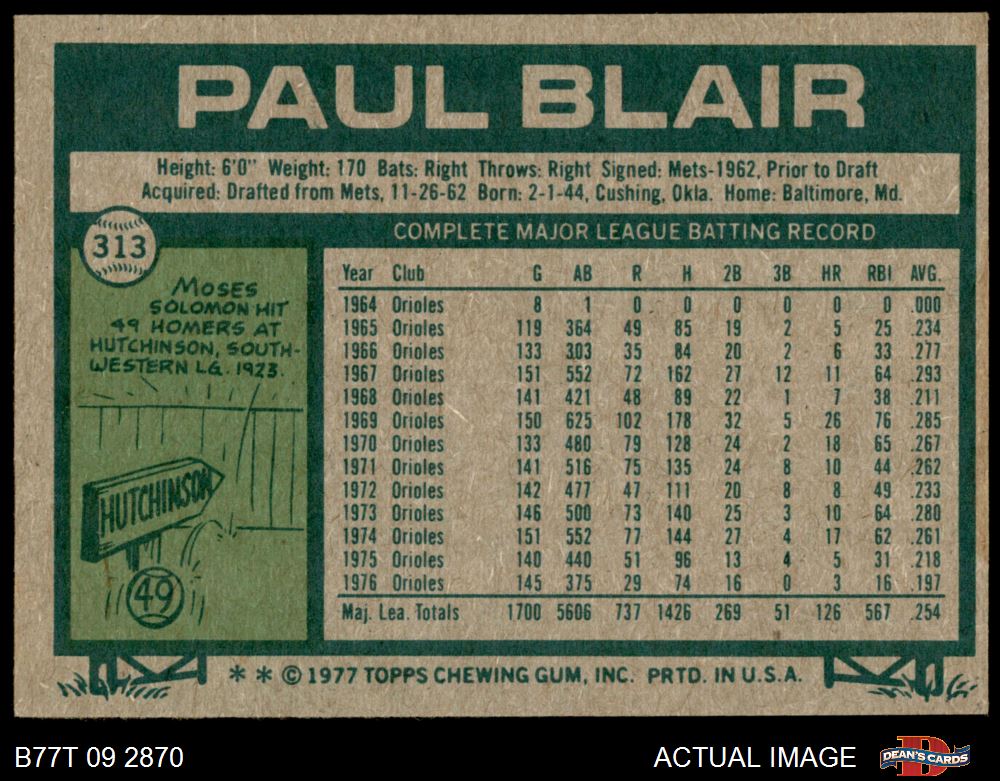 PAUL BLAIR
Height: 6'0" Weight: 170 Bats: Right Throws: Right Signed: Mets-1962, Prior to Draft
Acquired: Drafted from Mets, 11-26-62 Born: 2-1-44, Cushing, Okla. Home: Baltimore, Md.
313
MOSES
SOLOMON HIT
49 HOMERS AT
HUTCHINSON, SOUTH-
WESTERN LG. 1923.
HUTCHINSON
49
COMPLETE MAJOR LEAGUE BATTING RECORD
Year Club G AB R H 2B 3B HR RBI AVG.
1964 Orioles 8 1 0 0 0 0 0 0 .000
1965 Orioles 119 364 49 85 19 2 5 25 .234
1966 Orioles 133 303 35 84 20 2 6 33 .277
1967 Orioles 151 552 72 162 27 12 11 64 .293
1968 Orioles 141 421 48 89 22 1 7 38 .211
1969 Orioles 150 625 102 178 32 5 26 76 .285
1970 Orioles 133 480 79 128 24 2 18 65 .267
1971 Orioles 141 516 75 135 24 8 10 44 .262
1972 Orioles 142 477 47 111 20 8 8 49 .233
1973 Orioles 146 500 73 140 25 3 10 64 .280
1974 Orioles 151 552 77 144 27 4 17 62 .261
1975 Orioles 140 440 51 96 13 4 5 31 .218
1976 Orioles 145 375 29 74 16 0 3 16 .197
Maj. Lea. Totals 1700 5606 737 1426 269 51 126 567 .254
* * © 1977 TOPPS CHEWING GUM, INC. PRTD. IN U.S.A.
B77T 09 2870
ACTUAL IMAGE
D
DEAN'S CARDS